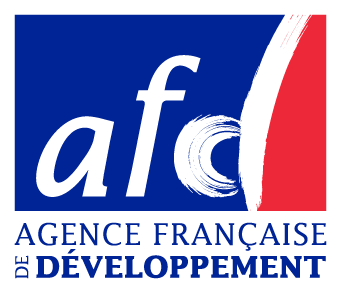 afd
AGENCE FRANÇAISE
DE DÉVELOPPEMENT